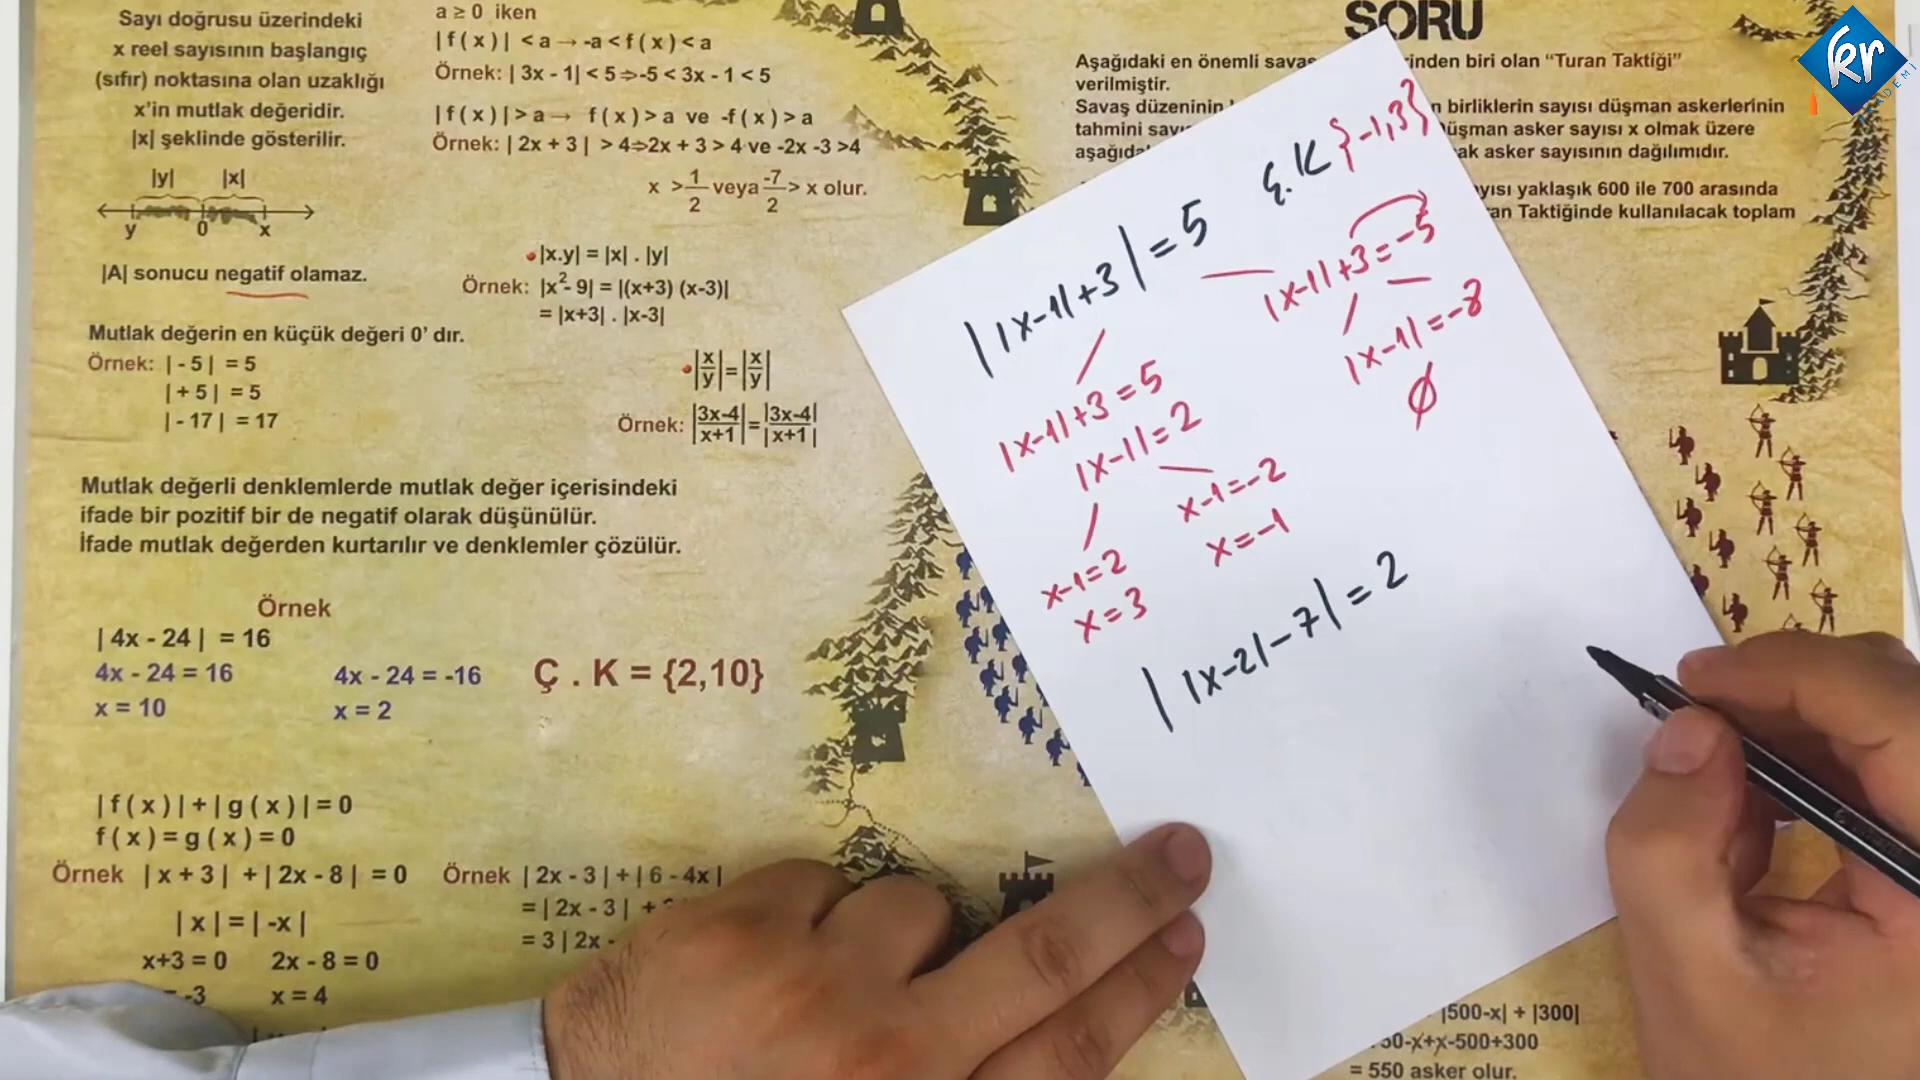 Sayı doğrusu üzerindeki
x reel sayısının başlangıç
(sıfır) noktasına olan uzaklığı
x'in mutlak değeridir.
|x| şeklinde gösterilir.
|y| |x|
y 0 x
|A| sonucu negatif olamaz.
Mutlak değerin en küçük değeri 0' dır.
Örnek: | - 5 | = 5
| + 5 | = 5
| - 17 | = 17
a ≥ 0 iken
| f ( x ) | < a → -a < f ( x ) < a
Örnek: | 3x - 1| < 5 ⇒ -5 < 3x - 1 < 5
| f ( x ) | > a → f ( x ) > a ve -f ( x ) > a
Örnek: | 2x + 3 | > 4⇒2x + 3 > 4 ve -2x -3 >4
x > 1/2 veya -7/2 > x olur.
|x.y| = |x| . |y|
Örnek: |x²- 9| = |(x+3) (x-3)|
= |x+3| . |x-3|
|x/y| = |x/y|
Örnek: |3x-4/x+1| = |3x-4|/|x+1|
Mutlak değerli denklemlerde mutlak değer içerisindeki
ifade bir pozitif bir de negatif olarak düşünülür.
İfade mutlak değerden kurtarılır ve denklemler çözülür.
Örnek
| 4x - 24 | = 16
4x - 24 = 16 4x - 24 = -16
x = 10 x = 2
Ç . K = {2,10}
| f ( x ) | + | g ( x ) | = 0
f ( x ) = g ( x ) = 0
Örnek | x + 3 | + | 2x - 8 | = 0
| x | = | -x |
x+3 = 0 2x - 8 = 0
= -3 x = 4
Örnek | 2x - 3 | + | 6 - 4x |
= | 2x - 3 | +
= 3 | 2x -
SORU
Aşağıdaki en önemli savaş rinden biri olan “Turan Taktiği”
verilmiştir.
Savaş düzeninin n birliklerin sayısı düşman askerlerinin
tahmini üşman asker sayısı x olmak üzere
ak asker sayısının dağılımıdır.
yısı yaklaşık 600 ile 700 arasında
an Taktiğinde kullanılacak toplam
||x-1|+3|=5
Ç.K {-1,3}
|x-1|+3=5
|x-1|=2
x-1=2
x=3
x-1=-2
x=-1
|x-1|+3=-5
|x-1|=-8
∅
||x-2|-7|=2
|500-x| + |300|
50-x+x-500+300
= 550 asker olur.
kr
AKADEMİ